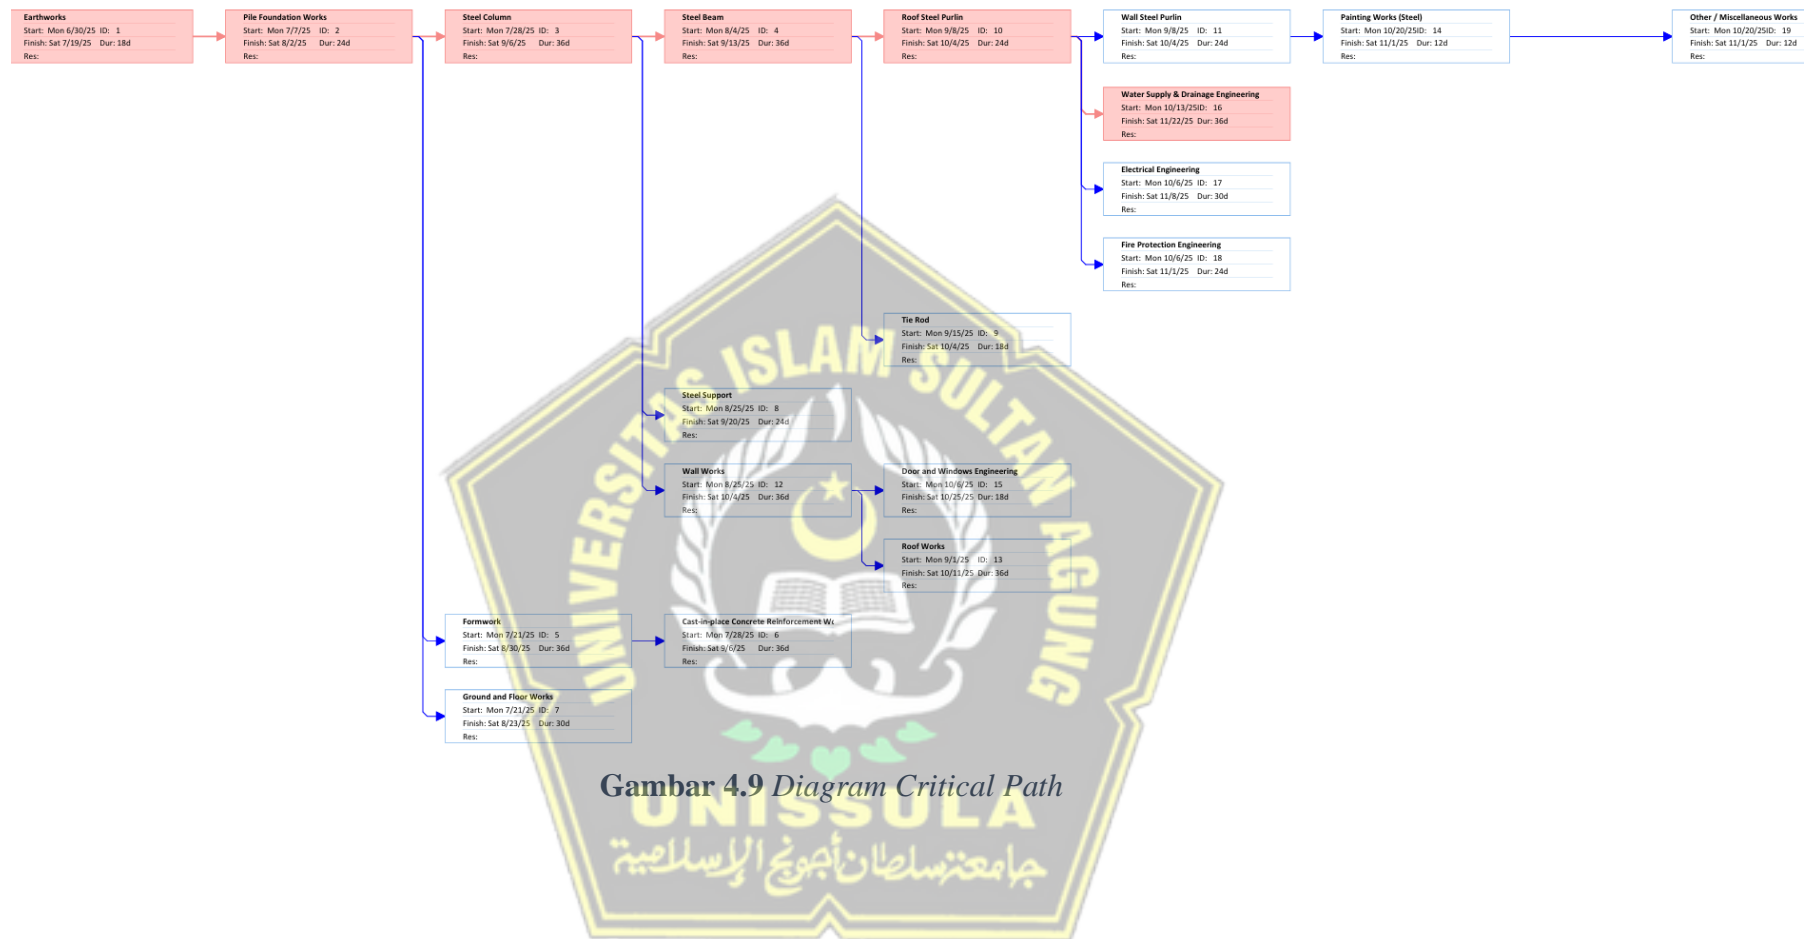 Earthworks
Start: Mon 6/30/25 ID: 1
Finish: Sat 7/19/25 Dur: 18d
Res:
Pile Foundation Works
Start: Mon 7/7/25 ID: 2
Finish: Sat 8/2/25 Dur: 24d
Res:
Steel Column
Start: Mon 7/28/25 ID: 3
Finish: Sat 9/6/25 Dur: 36d
Res:
Steel Beam
Start: Mon 8/4/25 ID: 4
Finish: Sat 9/13/25 Dur: 36d
Res:
Roof Steel Purlin
Start: Mon 9/8/25 ID: 10
Finish: Sat 10/4/25 Dur: 24d
Res:
Wall Steel Purlin
Start: Mon 9/8/25 ID: 11
Finish: Sat 10/4/25 Dur: 24d
Res:
Painting Works (Steel)
Start: Mon 10/20/25ID: 14
Finish: Sat 11/1/25 Dur: 12d
Res:
Other / Miscellaneous Works
Start: Mon 10/20/25ID: 19
Finish: Sat 11/1/25 Dur: 12d
Res:
Water Supply & Drainage Engineering
Start: Mon 10/13/25ID: 16
Finish: Sat 11/22/25 Dur: 36d
Res:
Electrical Engineering
Start: Mon 10/6/25 ID: 17
Finish: Sat 11/8/25 Dur: 30d
Res:
Fire Protection Engineering
Start: Mon 10/6/25 ID: 18
Finish: Sat 11/1/25 Dur: 24d
Res:
Tie Rod
Start: Mon 9/15/25 ID: 9
Finish: Sat 10/4/25 Dur: 18d
Res:
Steel Support
Start: Mon 8/25/25 ID: 8
Finish: Sat 9/20/25 Dur: 24d
Res:
Wall Works
Start: Mon 8/25/25 ID: 12
Finish: Sat 10/4/25 Dur: 36d
Res:
Door and Windows Engineering
Start: Mon 10/6/25 ID: 15
Finish: Sat 10/25/25 Dur: 18d
Res:
Roof Works
Start: Mon 9/1/25 ID: 13
Finish: Sat 10/11/25 Dur: 36d
Res:
Formwork
Start: Mon 7/21/25 ID: 5
Finish: Sat 8/30/25 Dur: 36d
Res:
Cast-in-place Concrete Reinforcement Wo
Start: Mon 7/28/25 ID: 6
Finish: Sat 9/6/25 Dur: 36d
Res:
Ground and Floor Works
Start: Mon 7/21/25 ID: 7
Finish: Sat 8/23/25 Dur: 30d
Res:
UNIVERSITAS ISLAM SULTAN AGUNG
Gambar 4.9 Diagram Critical Path
UNISSULA
جامعتنسلطان أجونج الإسلامية